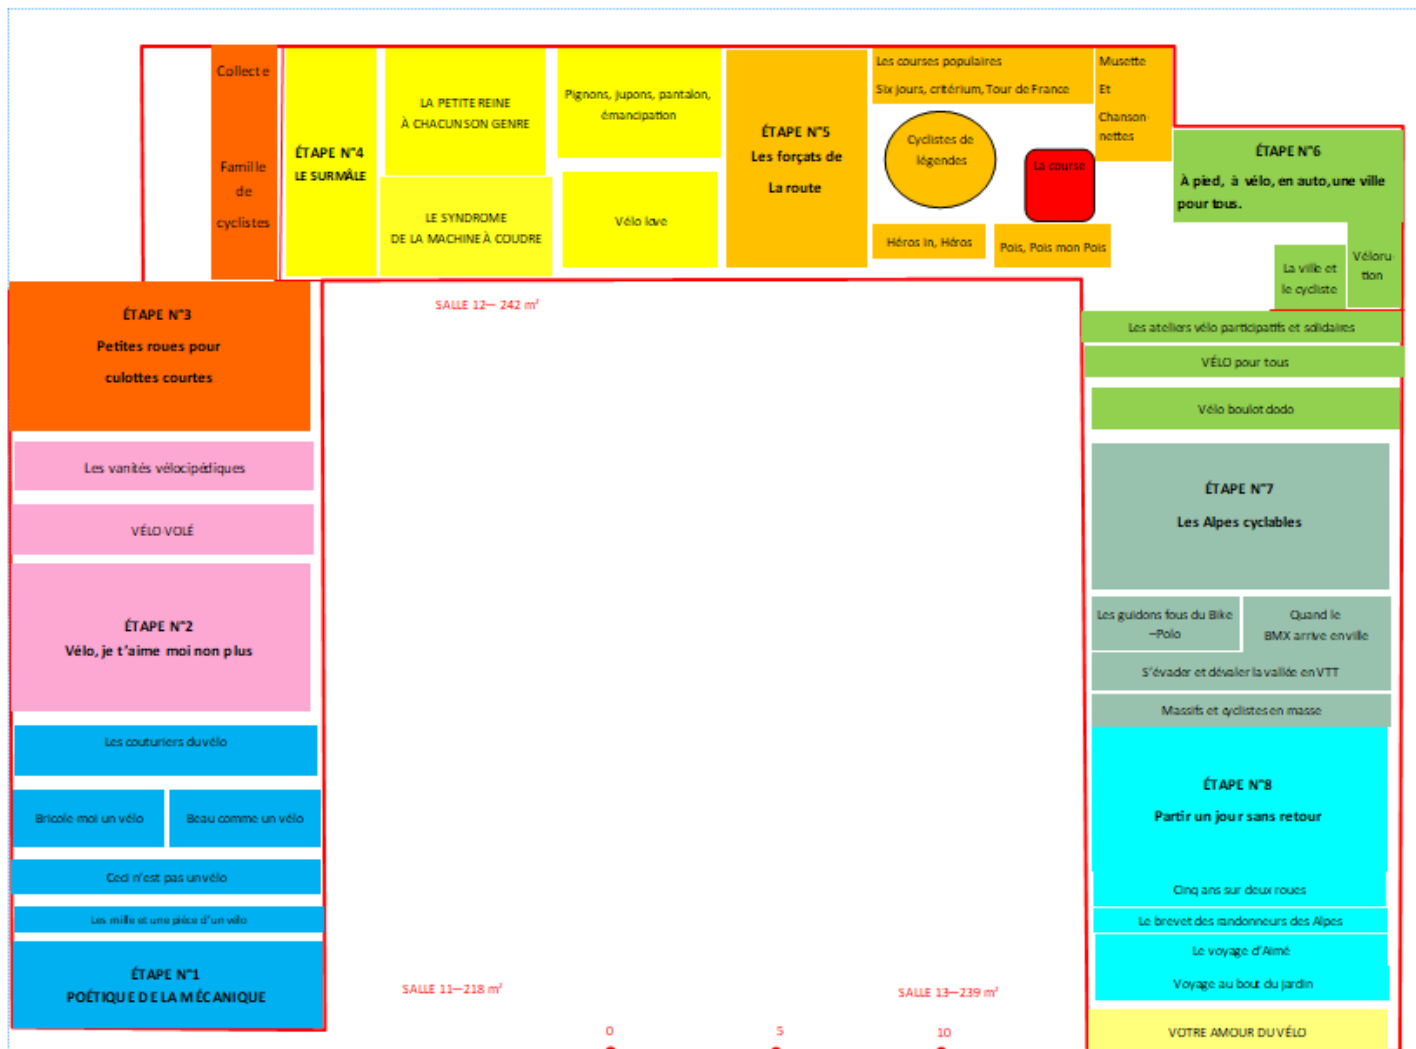 Collecte
Famille
de
cyclistes
ÉTAPE N°4
LE SURMÂLE
LA PETITE REINE
À CHACUN SON GENRE
LE SYNDROME
DE LA MACHINE À COUDRE
Pignons, jupons, pantalon,
émancipation
Vélo love
ÉTAPE N°5
Les forçats de
La route
Les courses populaires
Six jours, critérium, Tour de France
Cyclistes de
légendes
La course
Héros in, Héros
Pois, Pois mon Pois
Musette
Et
Chanson-
nettes
ÉTAPE N°6
À pied, à vélo, en auto, une ville
pour tous.
La ville et
le cycliste
Véloru-
tion
Les ateliers vélo participatifs et solidaires
VÉLO pour tous
Vélo boulot dodo
ÉTAPE N°7
Les Alpes cyclables
Les guidons fous du Bike
–Polo
Quand le
BMX arrive en ville
S'évader et dévaler la vallée en VTT
Massifs et cyclistes en masse
ÉTAPE N°8
Partir un jour sans retour
Cinq ans sur deux roues
Le brevet des randonneurs des Alpes
Le voyage d'Aimé
Voyage au bout du jardin
VOTRE AMOUR DU VÉLO
SALLE 12— 242 m²
ÉTAPE N°3
Petites roues pour
culottes courtes
Les vanités vélocipédiques
VÉLO VOLÉ
ÉTAPE N°2
Vélo, je t'aime moi non plus
Les couturiers du vélo
Bricole-moi un vélo
Beau comme un vélo
Ceci n'est pas un vélo
Les mille et une pièce d'un vélo
ÉTAPE N°1
POÉTIQUE DE LA MÉCANIQUE
SALLE 11—218 m²
SALLE 13—239 m²
0
5
10